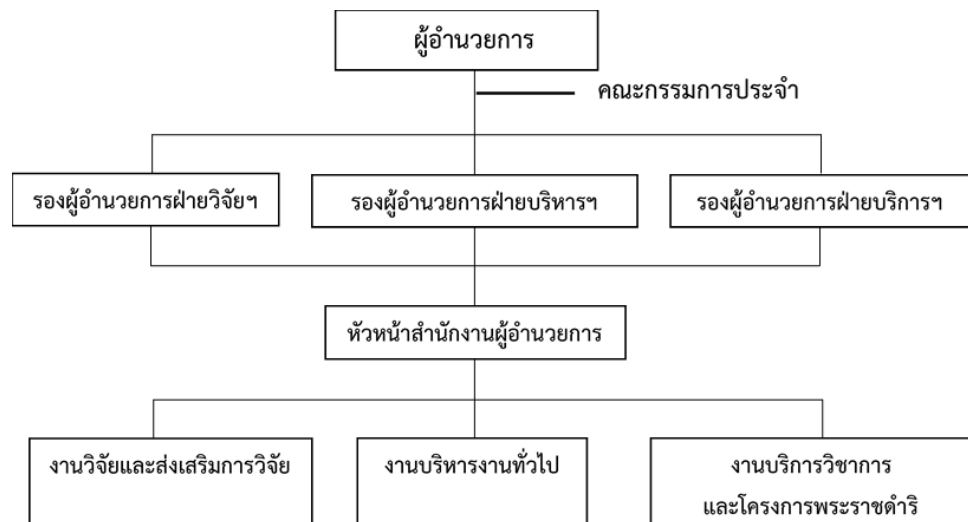 ผู้อำนวยการ
คณะกรรมการประจำ
รองผู้อำนวยการฝ่ายวิจัยฯ
รองผู้อำนวยการฝ่ายบริหารฯ
รองผู้อำนวยการฝ่ายบริการฯ
หัวหน้าสำนักงานผู้อำนวยการ
งานวิจัยและส่งเสริมการวิจัย
งานบริหารงานทั่วไป
งานบริการวิชาการ
และโครงการพระราชดำริ